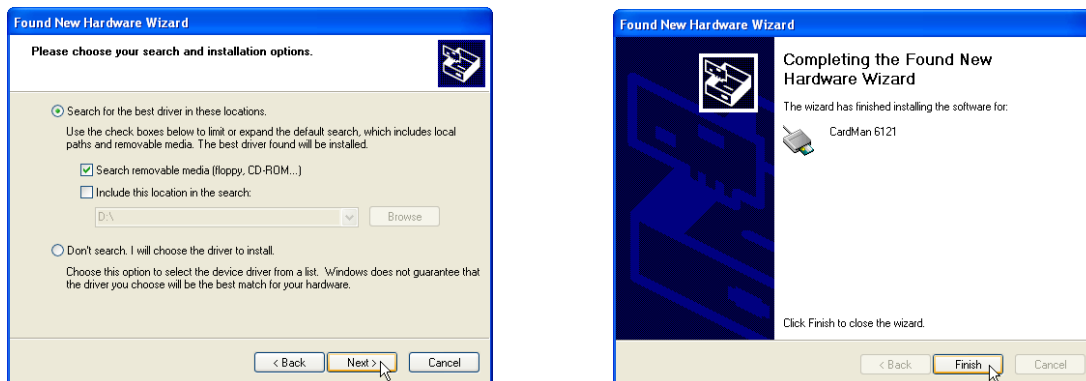 Found New Hardware Wizard
Please choose your search and installation options.
Search for the best driver in these locations.
Use the check boxes below to limit or expand the default search, which includes local
paths and removable media. The best driver found will be installed.
Search removable media (floppy, CD-ROM...)
Include this location in the search:
D:\
Browse
Don't search. I will choose the driver to install.
Choose this option to select the device driver from a list. Windows does not guarantee that
the driver you choose will be the best match for your hardware.
< Back Next > Cancel
Found New Hardware Wizard
Completing the Found New
Hardware Wizard
The wizard has finished installing the software for:
CardMan 6121
Click Finish to close the wizard.
< Back Finish Cancel